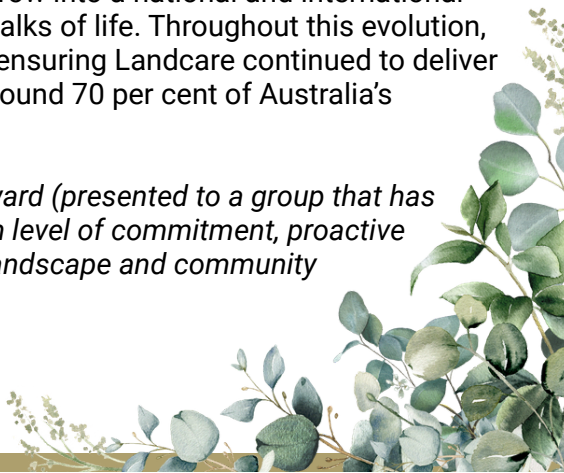 alks of life. Throughout this evolution,
ensuring Landcare continued to deliver
ound 70 per cent of Australia's
ard (presented to a group that has
level of commitment, proactive
andscape and community